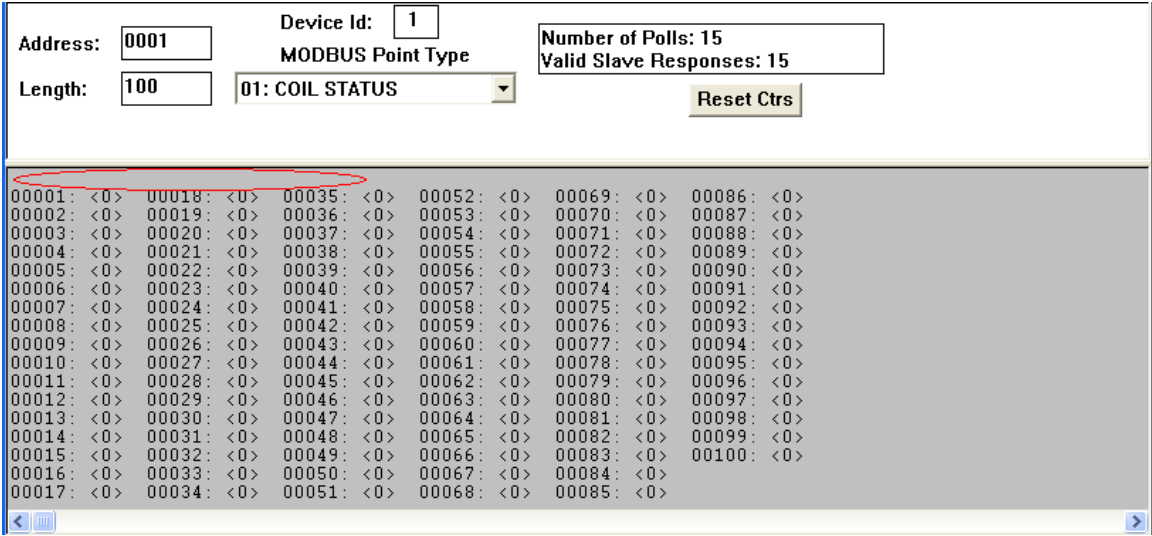 Device Id: 1
Address: 0001
MODBUS Point Type
Number of Polls: 15
Valid Slave Responses: 15
Length: 100
01: COIL STATUS
Reset Ctrs
00001: <0> 00018: <0> 00035: <0> 00052: <0> 00069: <0> 00086: <0>
00002: <0> 00019: <0> 00036: <0> 00053: <0> 00070: <0> 00087: <0>
00003: <0> 00020: <0> 00037: <0> 00054: <0> 00071: <0> 00088: <0>
00004: <0> 00021: <0> 00038: <0> 00055: <0> 00072: <0> 00089: <0>
00005: <0> 00022: <0> 00039: <0> 00056: <0> 00073: <0> 00090: <0>
00006: <0> 00023: <0> 00040: <0> 00057: <0> 00074: <0> 00091: <0>
00007: <0> 00024: <0> 00041: <0> 00058: <0> 00075: <0> 00092: <0>
00008: <0> 00025: <0> 00042: <0> 00059: <0> 00076: <0> 00093: <0>
00009: <0> 00026: <0> 00043: <0> 00060: <0> 00077: <0> 00094: <0>
00010: <0> 00027: <0> 00044: <0> 00061: <0> 00078: <0> 00095: <0>
00011: <0> 00028: <0> 00045: <0> 00062: <0> 00079: <0> 00096: <0>
00012: <0> 00029: <0> 00046: <0> 00063: <0> 00080: <0> 00097: <0>
00013: <0> 00030: <0> 00047: <0> 00064: <0> 00081: <0> 00098: <0>
00014: <0> 00031: <0> 00048: <0> 00065: <0> 00082: <0> 00099: <0>
00015: <0> 00032: <0> 00049: <0> 00066: <0> 00083: <0> 00100: <0>
00016: <0> 00033: <0> 00050: <0> 00067: <0> 00084: <0>
00017: <0> 00034: <0> 00051: <0> 00068: <0> 00085: <0>